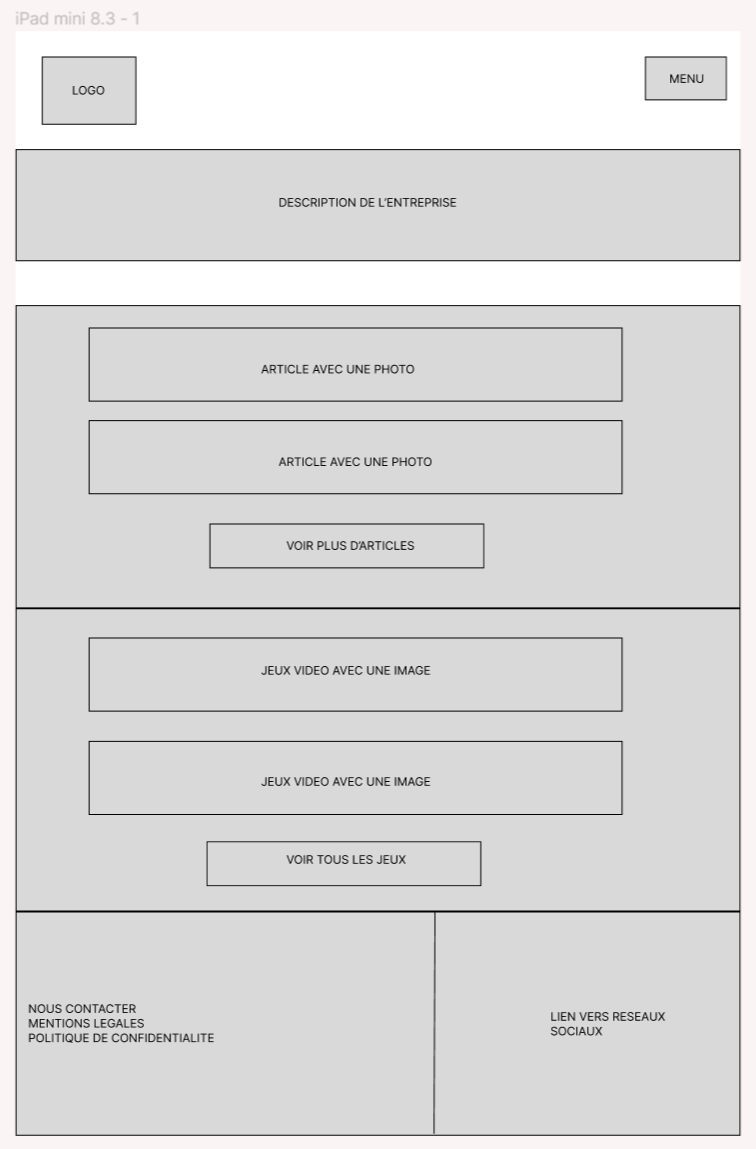 iPad mini 8.3 - 1
LOGO
MENU
DESCRIPTION DE L'ENTREPRISE
ARTICLE AVEC UNE PHOTO
ARTICLE AVEC UNE PHOTO
VOIR PLUS D'ARTICLES
JEUX VIDEO AVEC UNE IMAGE
JEUX VIDEO AVEC UNE IMAGE
VOIR TOUS LES JEUX
NOUS CONTACTER
MENTIONS LEGALES
POLITIQUE DE CONFIDENTIALITE
LIEN VERS RESEAUX
SOCIAUX